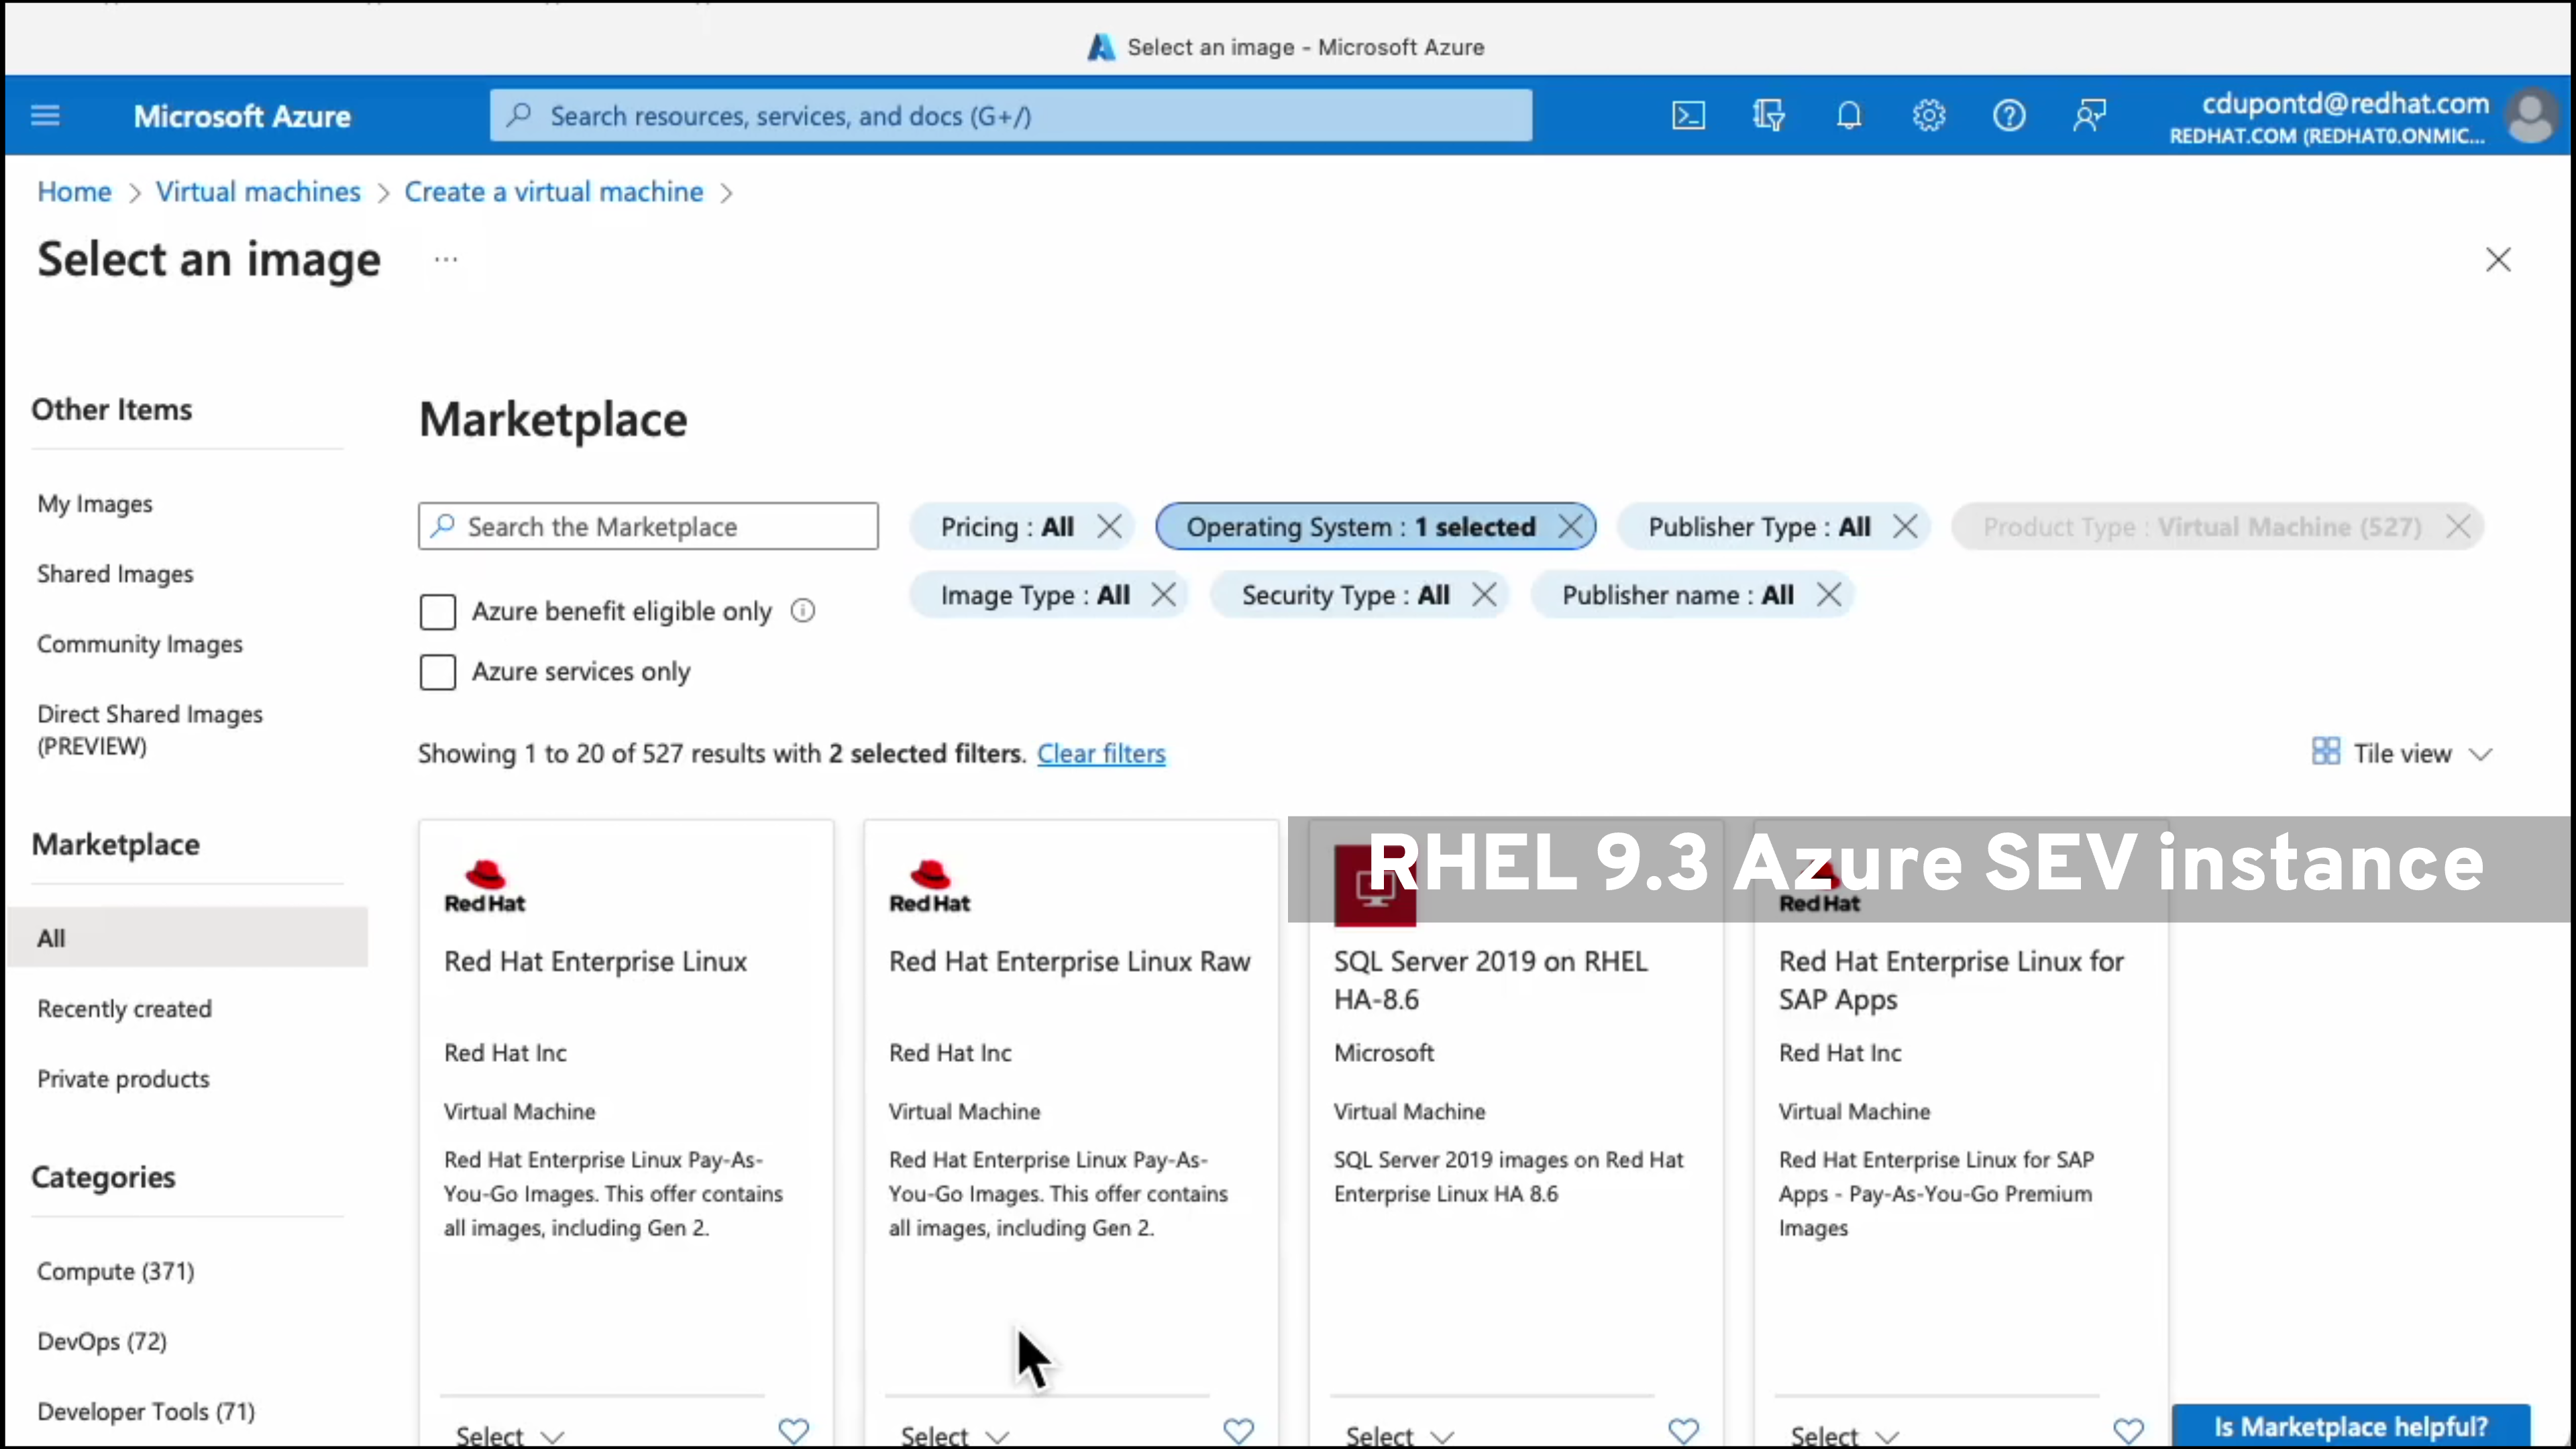 Select an image - Microsoft Azure
Microsoft Azure
Search resources, services, and docs (G+/)
cdupontd@redhat.com
REDHAT.COM (REDHAT0.ONMIC...
Home > Virtual machines > Create a virtual machine >
Select an image ...
Other Items
My Images
Shared Images
Community Images
Direct Shared Images
(PREVIEW)
Marketplace
All
Recently created
Private products
Categories
Compute (371)
DevOps (72)
Developer Tools (71)
Marketplace
Search the Marketplace
Pricing : All
Operating System : 1 selected
Publisher Type : All
Product Type : Virtual Machine (527)
Image Type : All
Security Type : All
Publisher name : All
Azure benefit eligible only
Azure services only
Showing 1 to 20 of 527 results with 2 selected filters. Clear filters
Tile view
RHEL 9.3 Azure SEV instance
Red Hat
Red Hat Enterprise Linux
Red Hat Inc
Virtual Machine
Red Hat Enterprise Linux Pay-As-
You-Go Images. This offer contains
all images, including Gen 2.
Select
Red Hat
Red Hat Enterprise Linux Raw
Red Hat Inc
Virtual Machine
Red Hat Enterprise Linux Pay-As-
You-Go Images. This offer contains
all images, including Gen 2.
Select
SQL Server 2019 on RHEL
HA-8.6
Microsoft
Virtual Machine
SQL Server 2019 images on Red Hat
Enterprise Linux HA 8.6
Select
Red Hat
Red Hat Enterprise Linux for
SAP Apps
Red Hat Inc
Virtual Machine
Red Hat Enterprise Linux for SAP
Apps - Pay-As-You-Go Premium
Images
Select
Is Marketplace helpful?